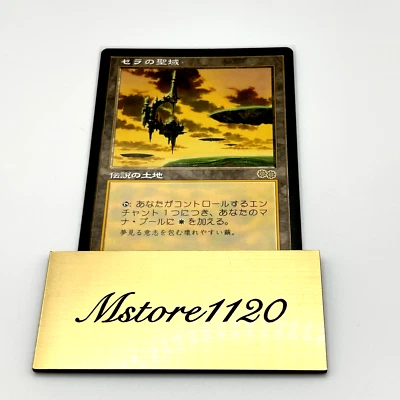 セラの聖域
伝説の土地
: あなたがコントロールするエン
チャント1つにつき、あなたのマ
ナ・プールに を加える。
夢見る意志を包む壊れやすい繭。
Mstore1120